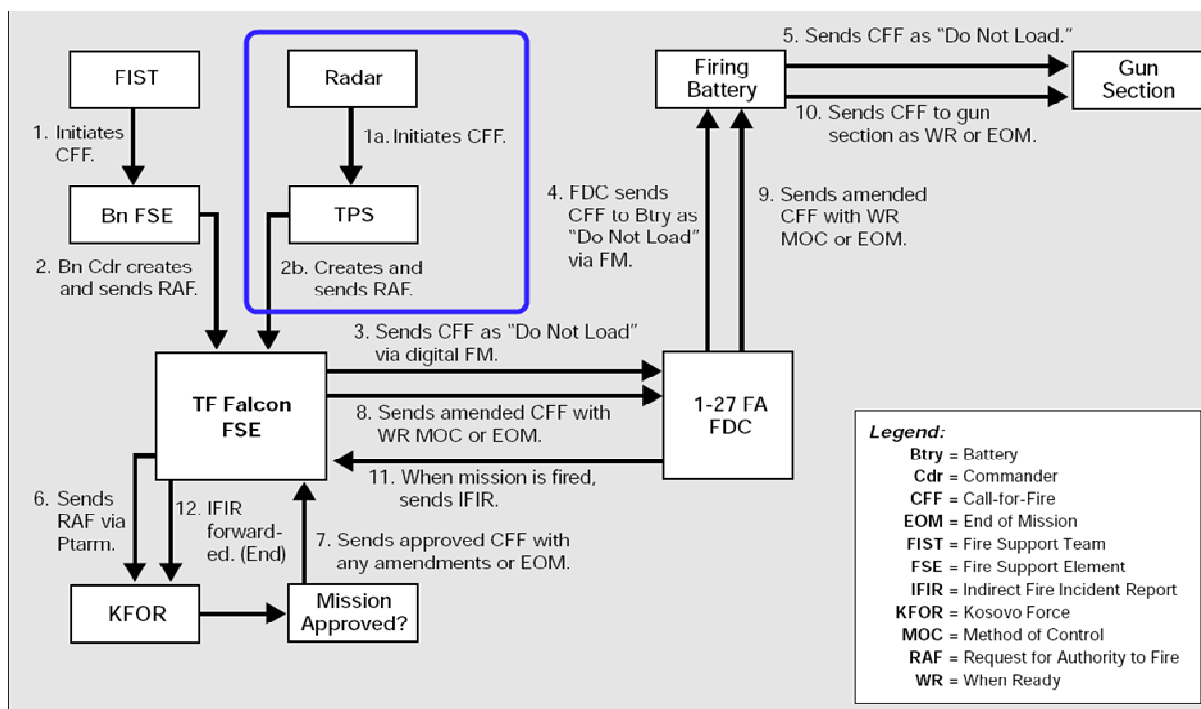 FIST
Radar
1. Initiates
CFF.
1a. Initiates CFF.
Bn FSE
TPS
2. Bn Cdr creates
and sends RAF.
2b. Creates and
sends RAF.
Firing
Battery
5. Sends CFF as “Do Not Load.”
Gun
Section
10. Sends CFF to gun
section as WR or EOM.
4. FDC sends
CFF to Btry as
“Do Not Load”
via FM.
9. Sends amended
CFF with WR
MOC or EOM.
3. Sends CFF as “Do Not Load”
via digital FM.
TF Falcon
FSE
8. Sends amended CFF with
WR MOC or EOM.
1-27 FA
FDC
11. When mission is fired,
sends IFIR.
6. Sends
RAF via
Ptarm.
12. IFIR
forward-
ed. (End)
7. Sends approved CFF with
any amendments or EOM.
KFOR
Mission
Approved?
Legend:
Btry = Battery
Cdr = Commander
CFF = Call-for-Fire
EOM = End of Mission
FIST = Fire Support Team
FSE = Fire Support Element
IFIR = Indirect Fire Incident Report
KFOR = Kosovo Force
MOC = Method of Control
RAF = Request for Authority to Fire
WR = When Ready